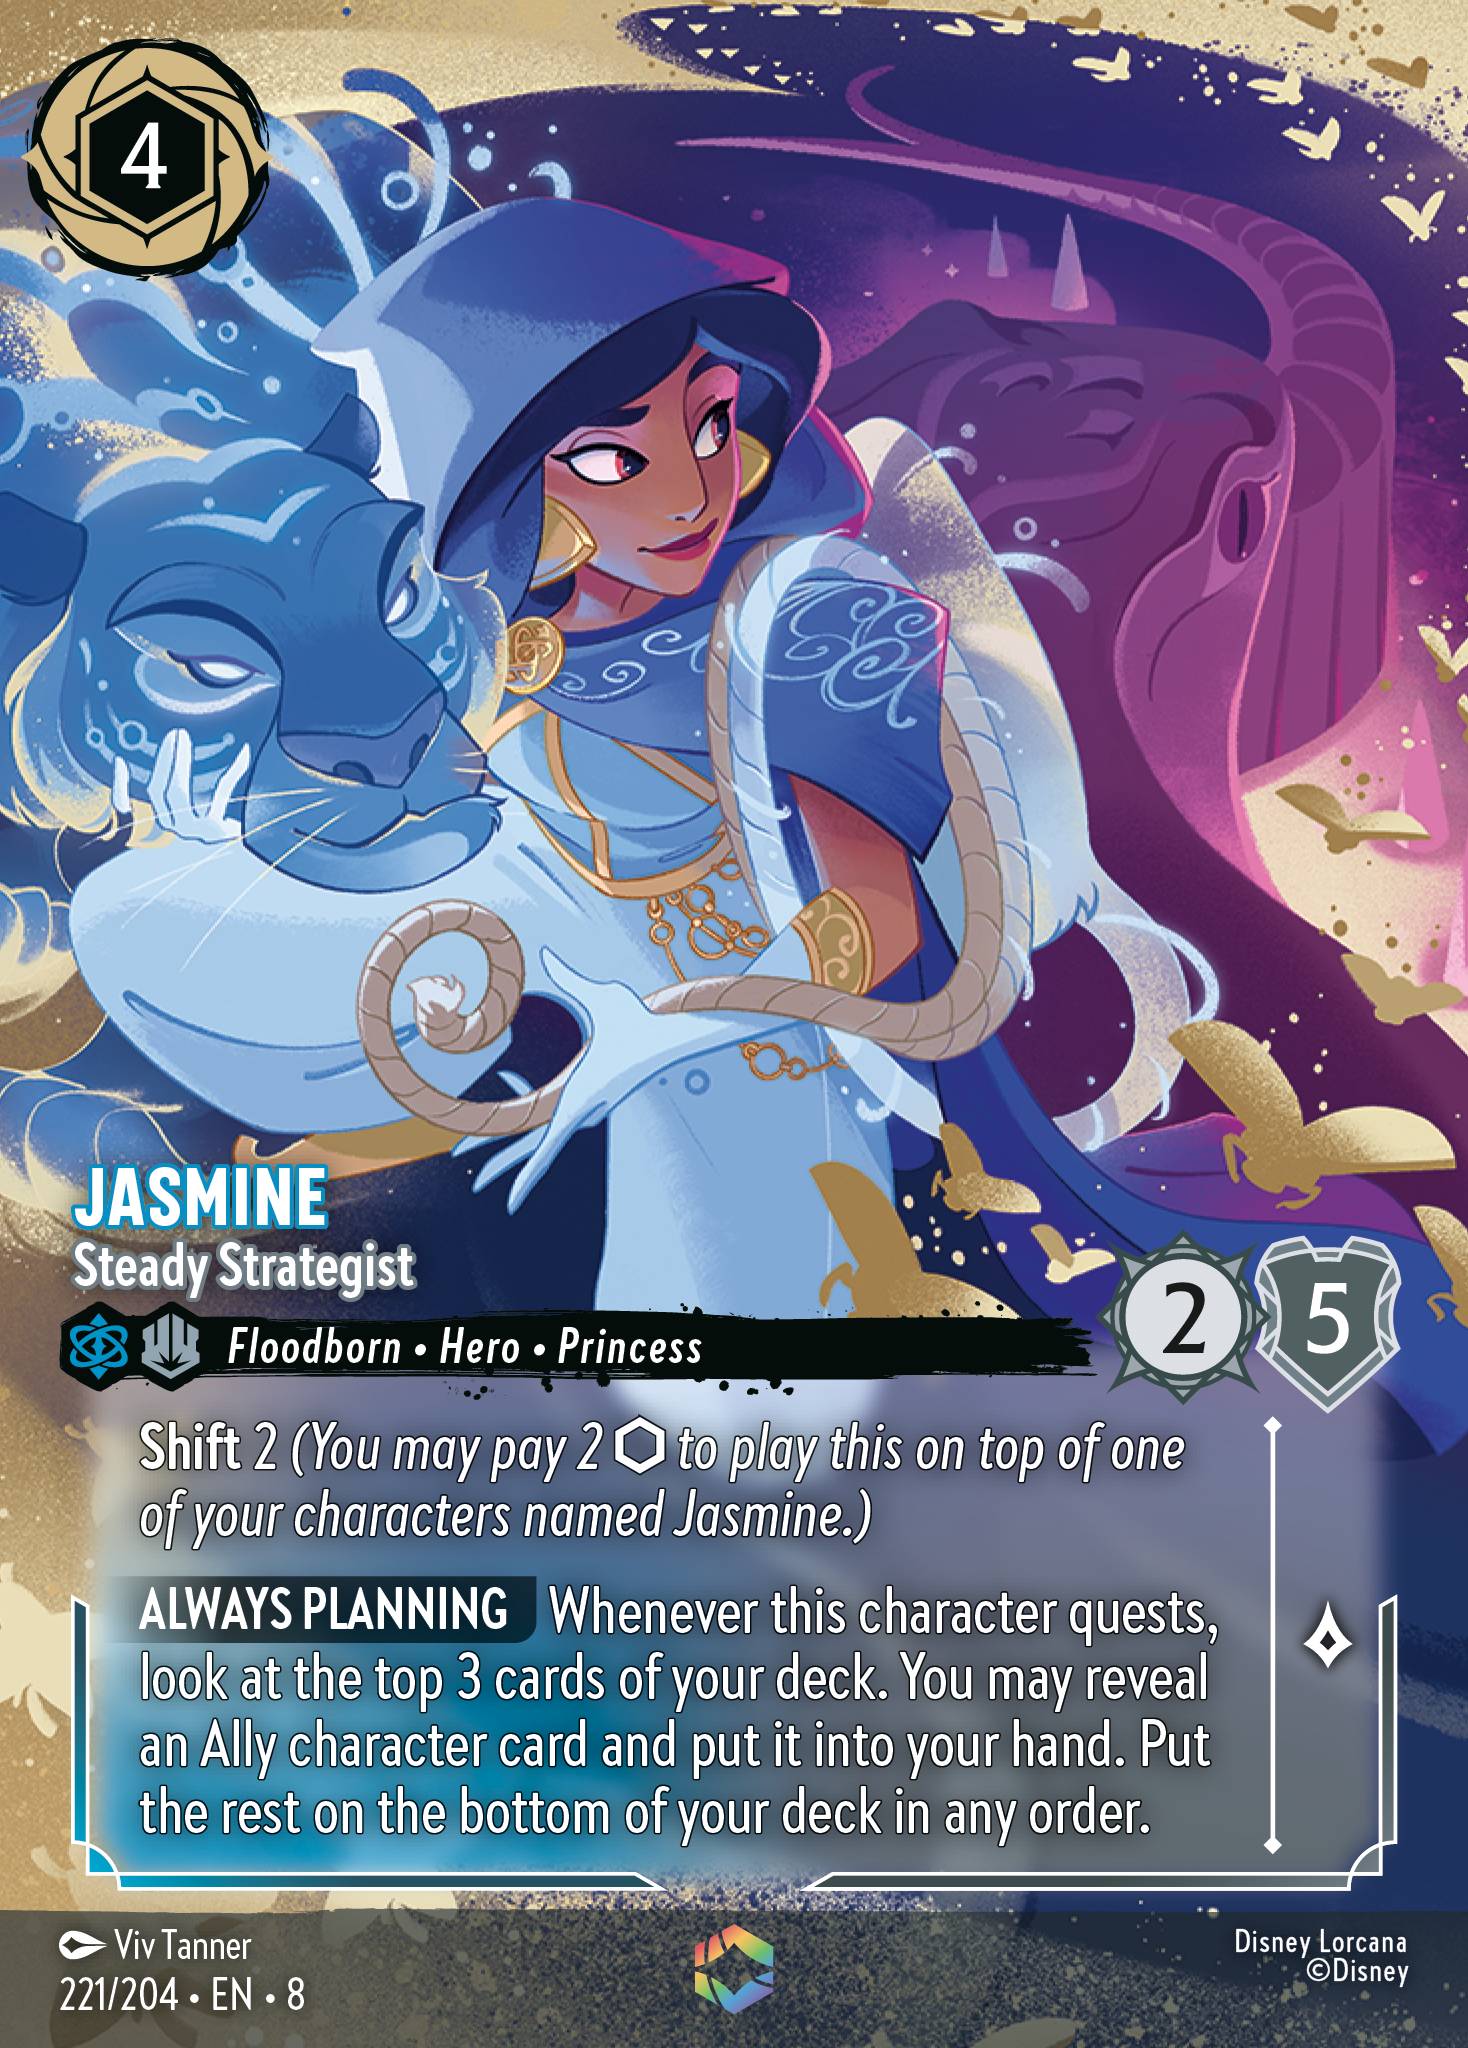 4
JASMINE
Steady Strategist
Floodborn • Hero • Princess
2
5
Shift 2 (You may pay 2 ⬡ to play this on top of one
of your characters named Jasmine.)
ALWAYS PLANNING Whenever this character quests,
look at the top 3 cards of your deck. You may reveal
an Ally character card and put it into your hand. Put
the rest on the bottom of your deck in any order.
Viv Tanner
221/204 • EN • 8
Disney Lorcana
©Disney